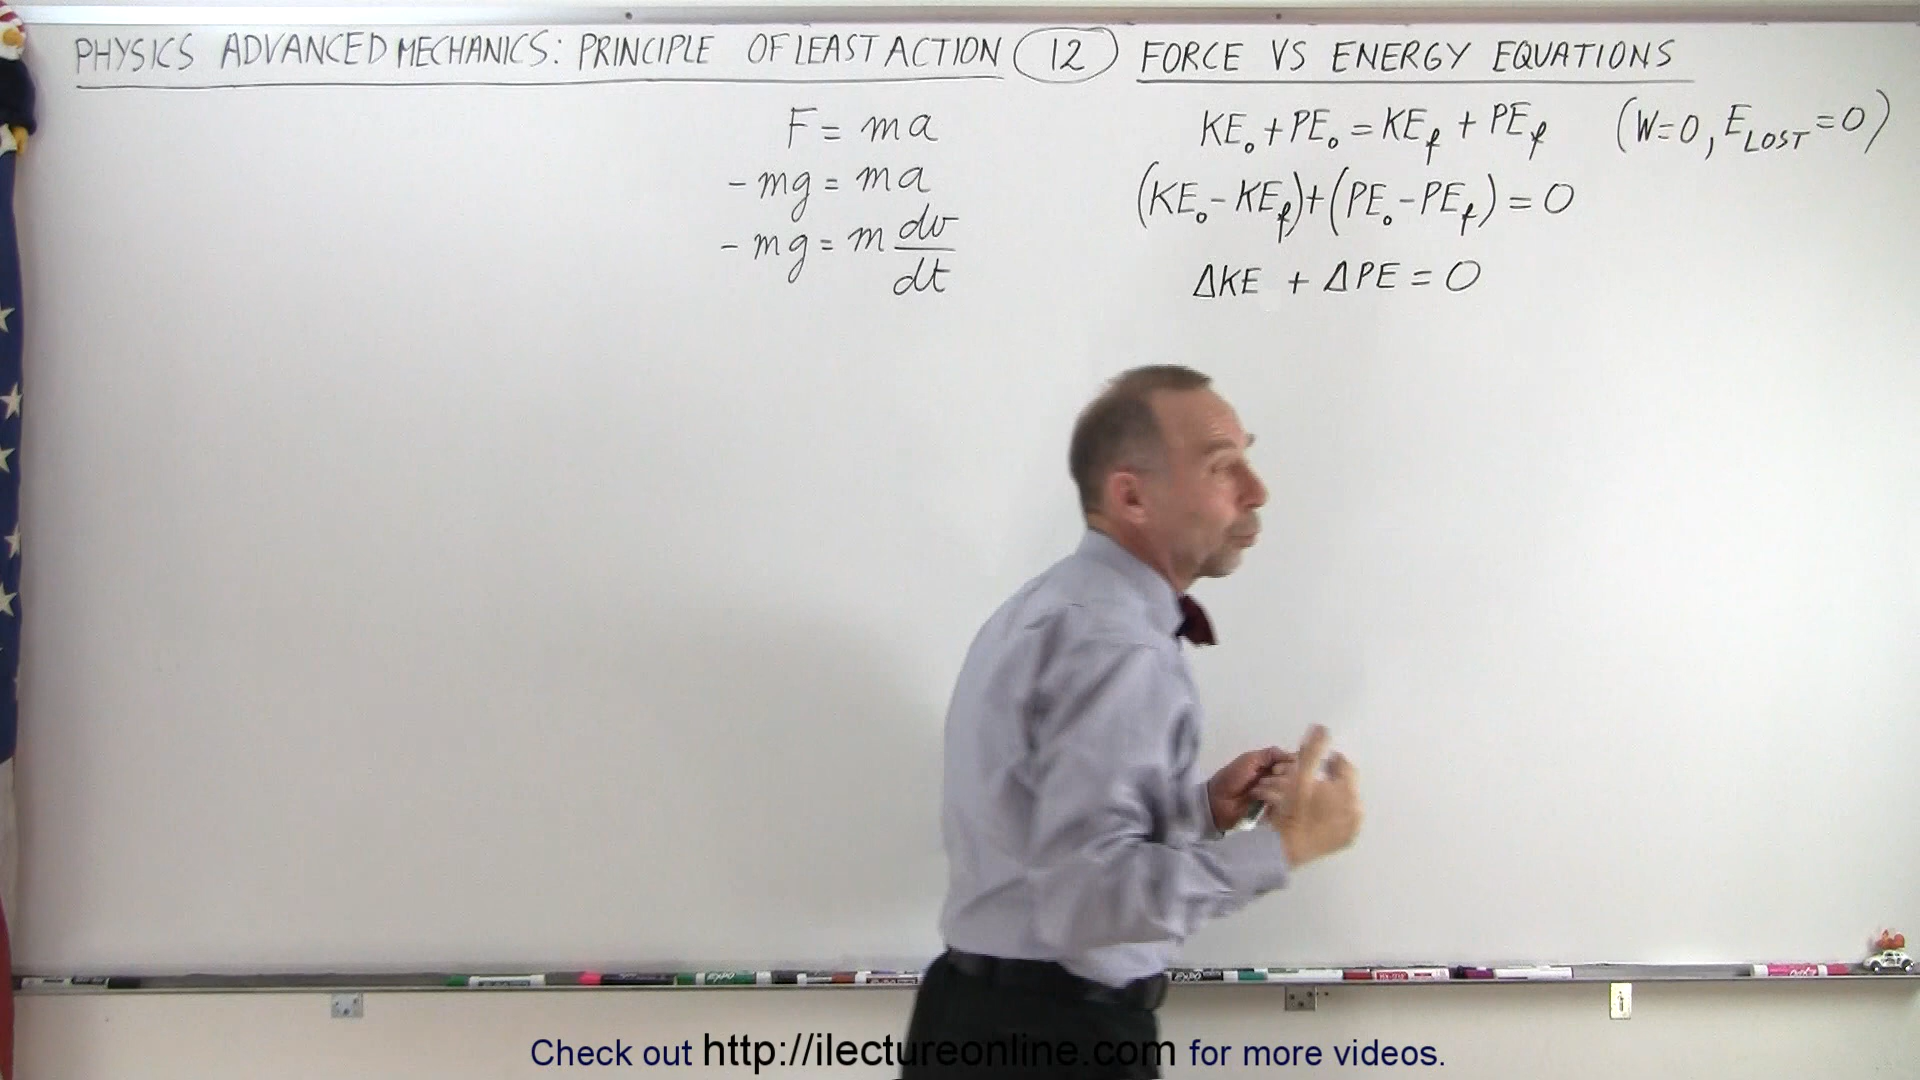 PHYSICS ADVANCED MECHANICS: PRINCIPLE OF LEAST ACTION 12 FORCE VS ENERGY EQUATIONS
F = ma
-mg = ma
-mg = m dv/dt
KE₀ + PE₀ = KE_f + PE_f (W=0, E_LOST = 0)
(KE₀ - KE_f) + (PE₀ - PE_f) = 0
ΔKE + ΔPE = 0
EXPO
EXPO
Check out http://ilectureonline.com for more videos.